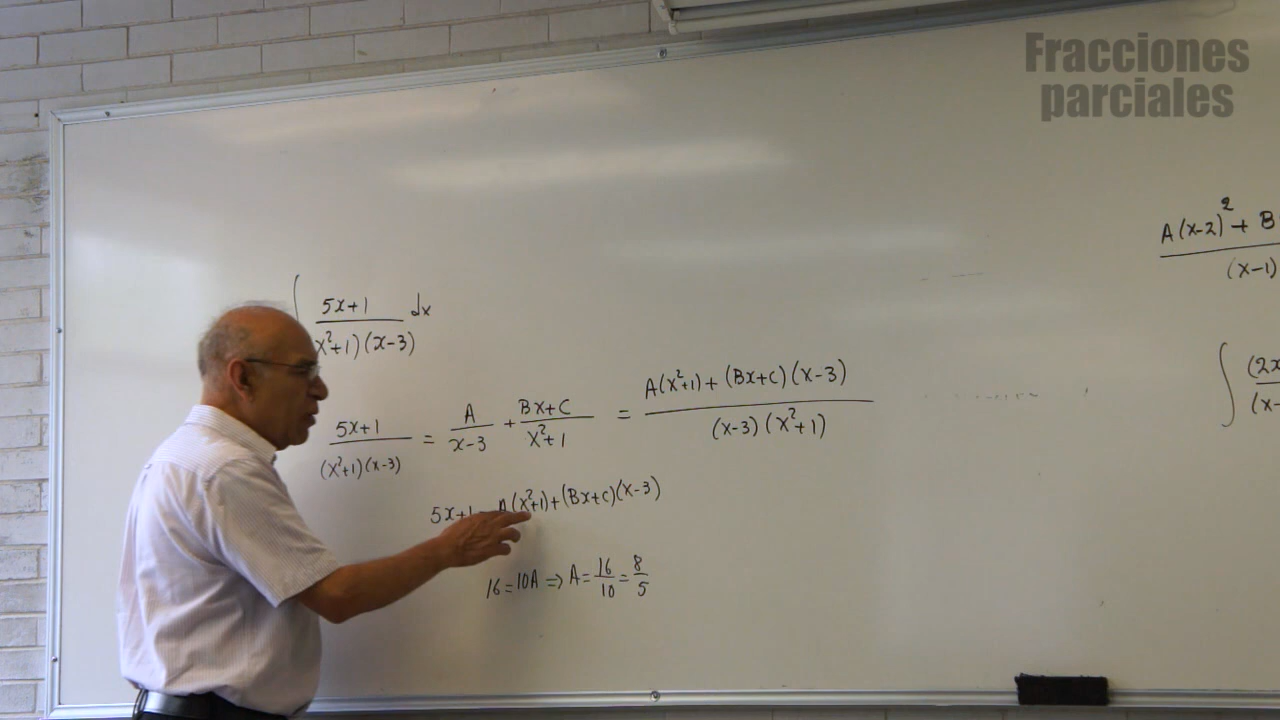 Fracciones
parciales
A(x-2)² + B
(x-1)
∫ 5x+1 dx
x²+1)(x-3)
∫ (2x
(x-
5x+1 / (x²+1)(x-3) = A / x-3 + Bx+C / x²+1 = A(x²+1)+(Bx+C)(x-3) / (x-3)(x²+1)
5x+1 = A(x²+1)+(Bx+C)(x-3)
16=10A ⇒ A= 16/10 = 8/5